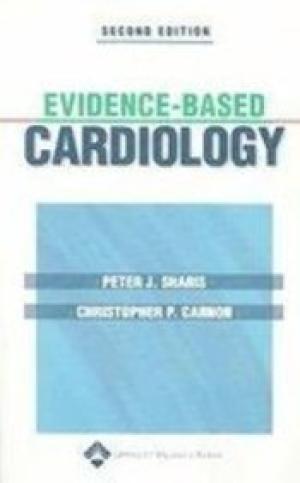 SECOND EDITION
EVIDENCE-BASED
CARDIOLOGY
PETER J. SHARIS
CHRISTOPHER P. CANNON